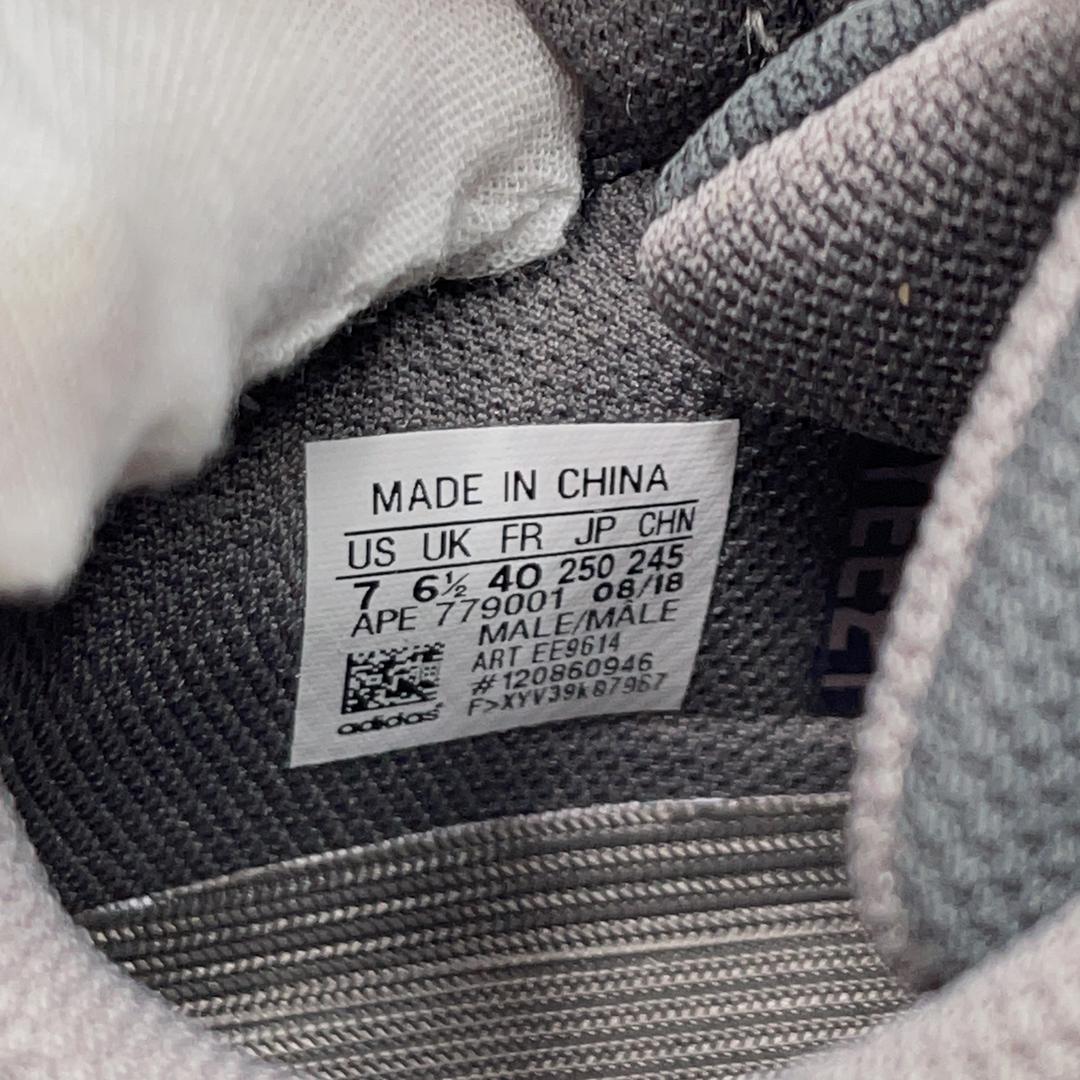 MADE IN CHINA
US UK FR JP CHN
7 6½ 40 250 245
APE 779001 08/18
MALE/MÂLE
ART EE9614
#120860946
F>XYV39k87967
adidas